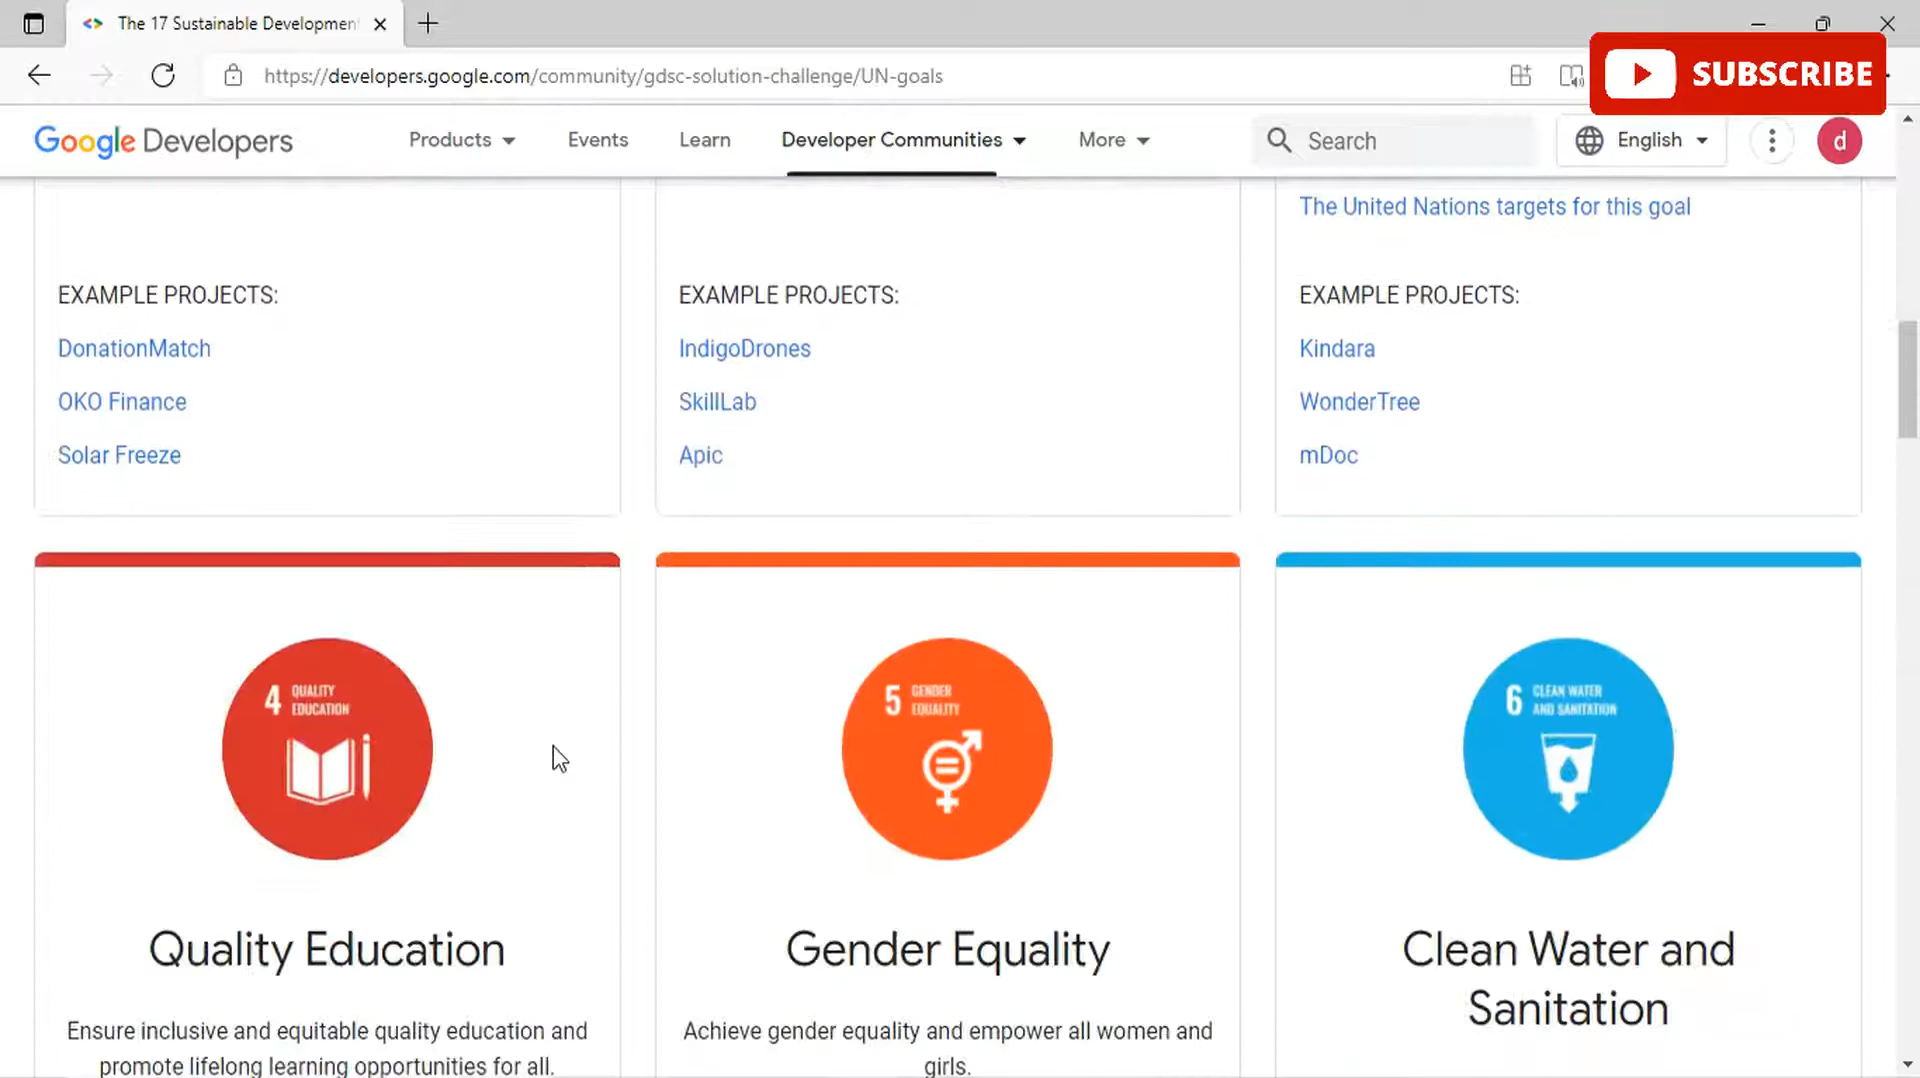 The 17 Sustainable Developmen
https://developers.google.com/community/gdsc-solution-challenge/UN-goals
SUBSCRIBE
Google Developers
Products
Events
Learn
Developer Communities
More
Search
English
d
The United Nations targets for this goal
EXAMPLE PROJECTS:
DonationMatch
OKO Finance
Solar Freeze
EXAMPLE PROJECTS:
IndigoDrones
SkillLab
Apic
EXAMPLE PROJECTS:
Kindara
WonderTree
mDoc
4 QUALITY
EDUCATION
Quality Education
Ensure inclusive and equitable quality education and
promote lifelong learning opportunities for all.
5 GENDER
EQUALITY
Gender Equality
Achieve gender equality and empower all women and
girls.
6 CLEAN WATER
AND SANITATION
Clean Water and
Sanitation